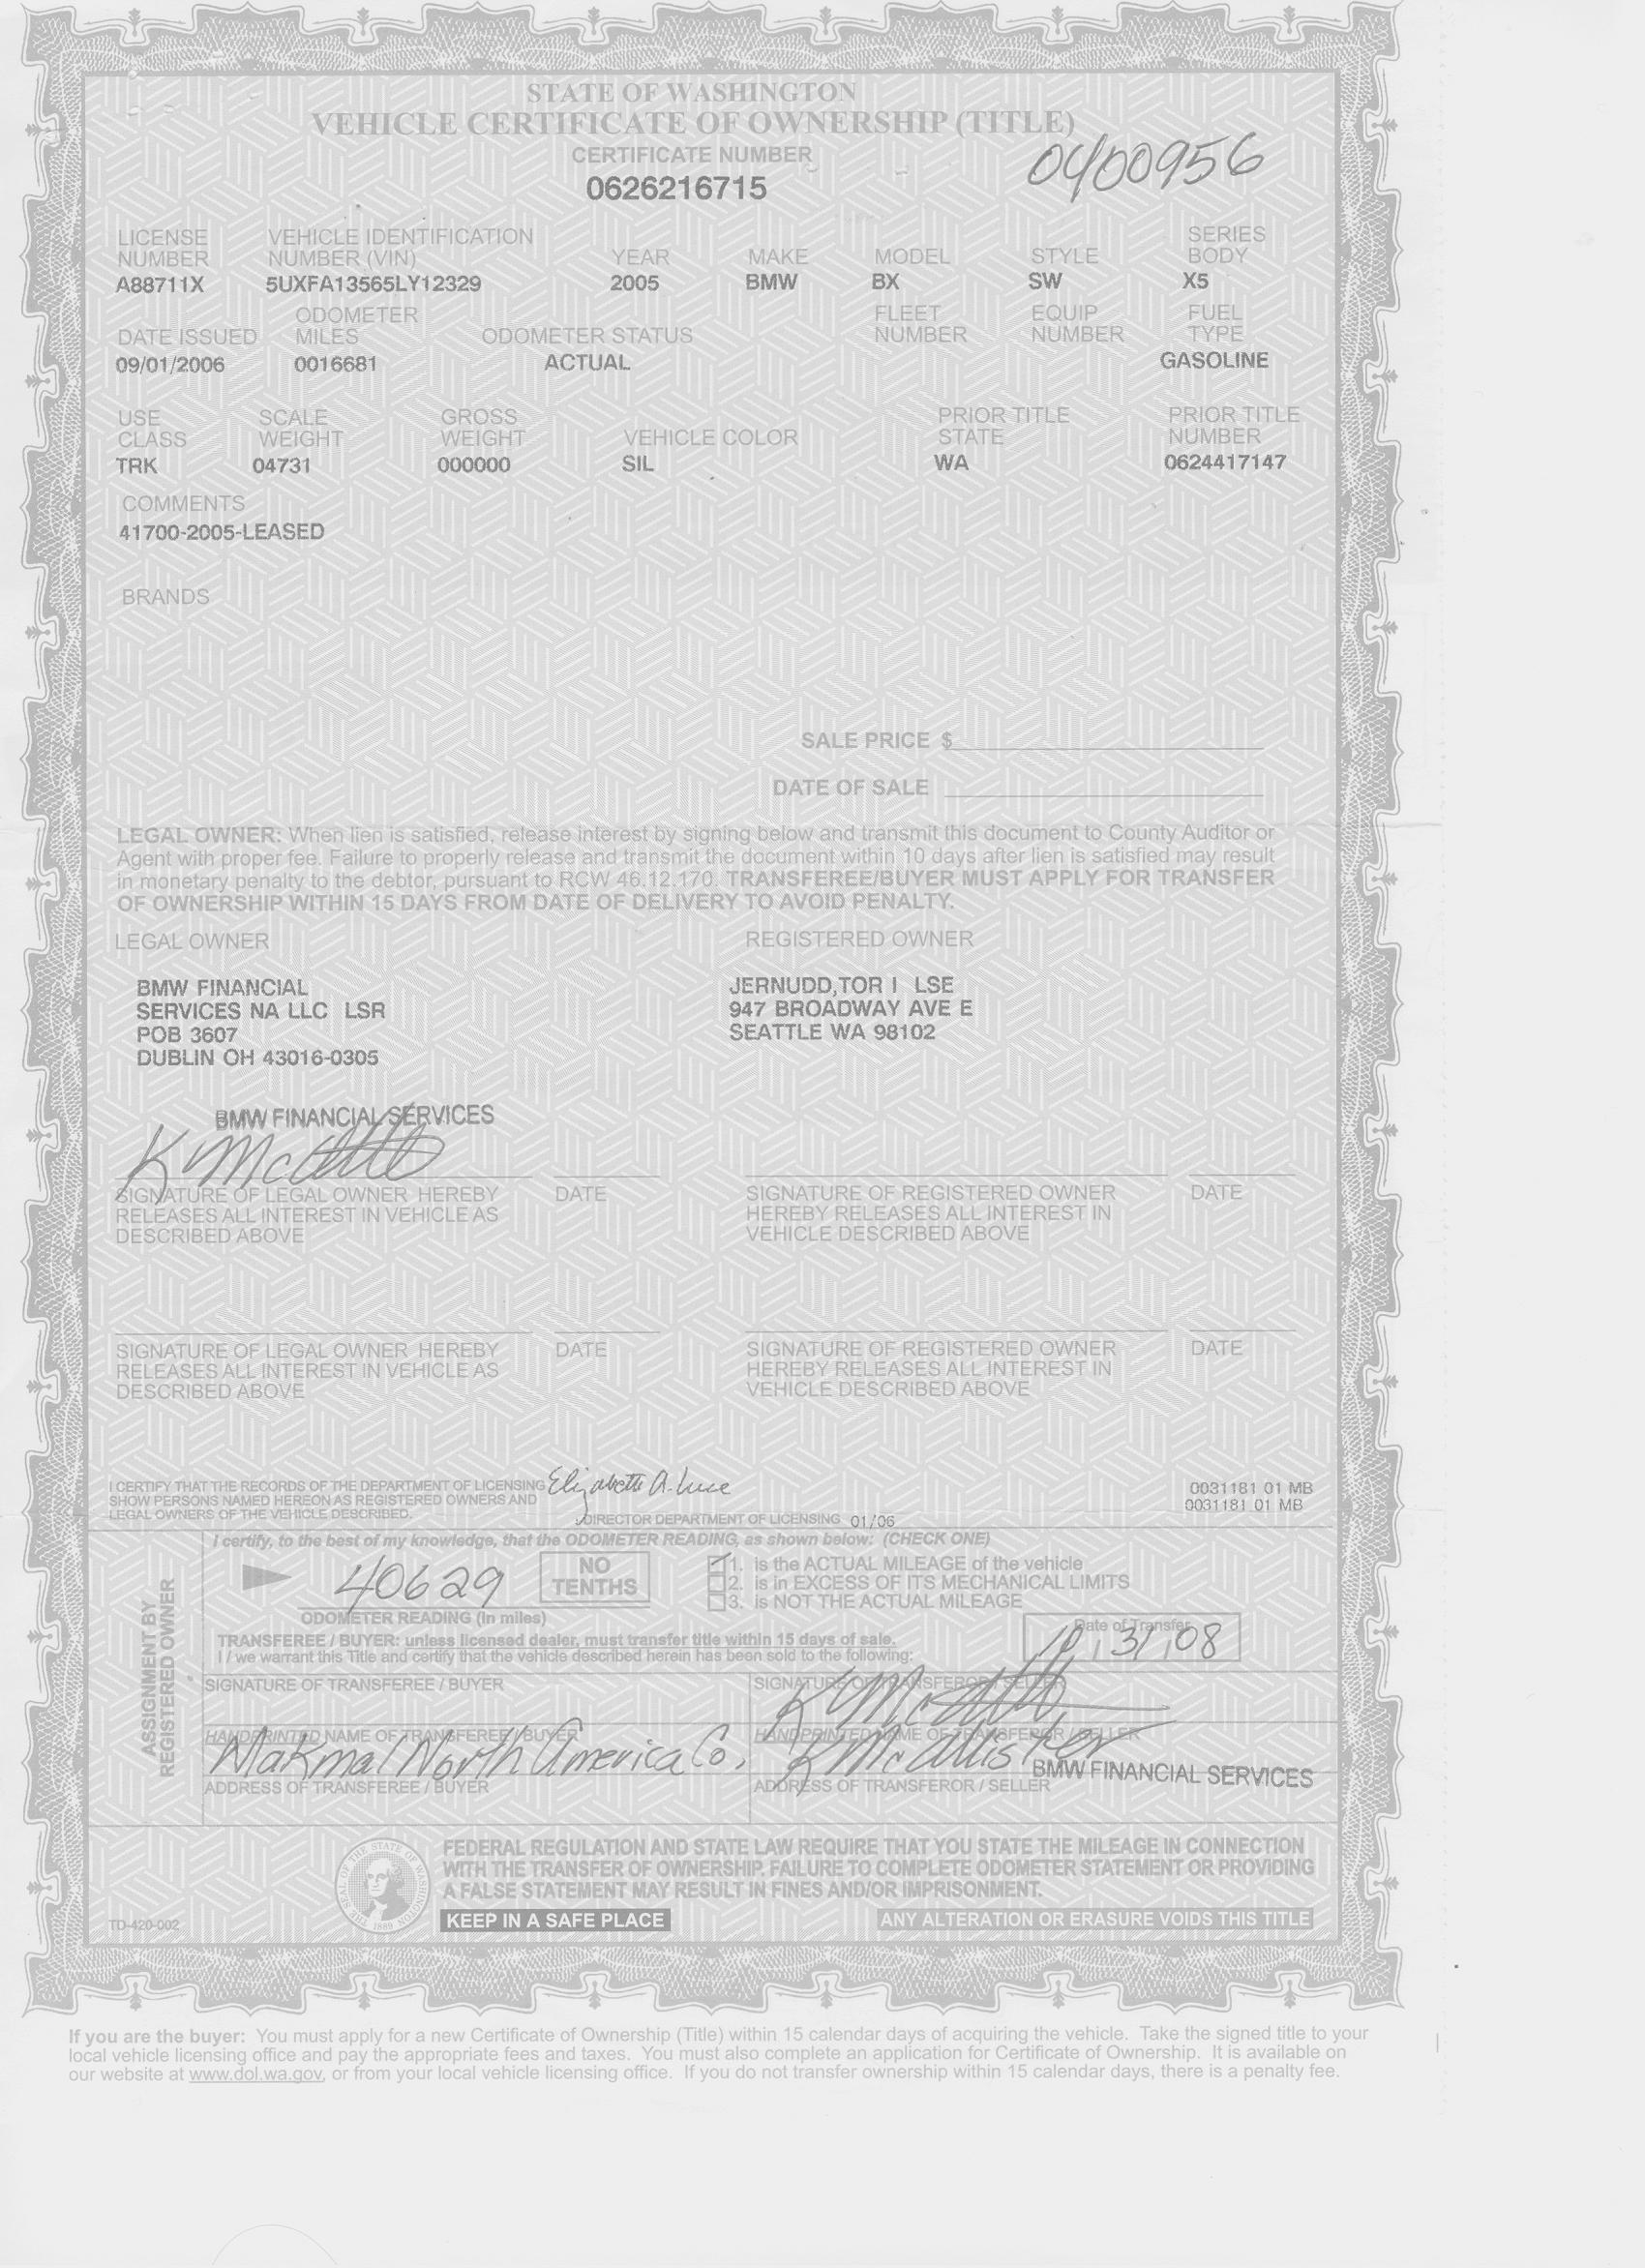 STATE OF WASHINGTON
VEHICLE CERTIFICATE OF OWNERSHIP (TITLE)
CERTIFICATE NUMBER
0626216715
0400956
LICENSE NUMBER
A88711X
VEHICLE IDENTIFICATION NUMBER (VIN)
5UXFA13565LY12329
YEAR
2005
MAKE
BMW
MODEL
BX
STYLE
SW
SERIES BODY
X5
DATE ISSUED
09/01/2006
ODOMETER MILES
0016681
ODOMETER STATUS
ACTUAL
FLEET NUMBER
EQUIP NUMBER
FUEL TYPE
GASOLINE
USE CLASS
TRK
SCALE WEIGHT
04731
GROSS WEIGHT
000000
VEHICLE COLOR
SIL
PRIOR TITLE STATE
WA
PRIOR TITLE NUMBER
0624417147
COMMENTS
41700-2005-LEASED
BRANDS
SALE PRICE $
DATE OF SALE
LEGAL OWNER: When lien is satisfied, release interest by signing below and transmit this document to County Auditor or
Agent with proper fee. Failure to properly release and transmit the document within 10 days after lien is satisfied may result
in monetary penalty to the debtor, pursuant to RCW 46.12.170. TRANSFEREE/BUYER MUST APPLY FOR TRANSFER
OF OWNERSHIP WITHIN 15 DAYS FROM DATE OF DELIVERY TO AVOID PENALTY.
LEGAL OWNER
BMW FINANCIAL
SERVICES NA LLC LSR
POB 3607
DUBLIN OH 43016-0305
REGISTERED OWNER
JERNUDD,TOR I LSE
947 BROADWAY AVE E
SEATTLE WA 98102
BMW FINANCIAL SERVICES
SIGNATURE OF LEGAL OWNER HEREBY
RELEASES ALL INTEREST IN VEHICLE AS
DESCRIBED ABOVE
DATE
SIGNATURE OF REGISTERED OWNER
HEREBY RELEASES ALL INTEREST IN
VEHICLE DESCRIBED ABOVE
DATE
SIGNATURE OF LEGAL OWNER HEREBY
RELEASES ALL INTEREST IN VEHICLE AS
DESCRIBED ABOVE
DATE
SIGNATURE OF REGISTERED OWNER
HEREBY RELEASES ALL INTEREST IN
VEHICLE DESCRIBED ABOVE
DATE
I CERTIFY THAT THE RECORDS OF THE DEPARTMENT OF LICENSING
SHOW PERSONS NAMED HEREON AS REGISTERED OWNERS AND
LEGAL OWNERS OF THE VEHICLE DESCRIBED.
Elizabeth A. Luce
DIRECTOR DEPARTMENT OF LICENSING 01/06
0031181 01 MB
0031181 01 MB
ASSIGNMENT BY
REGISTERED OWNER
I certify, to the best of my knowledge, that the ODOMETER READING, as shown below: (CHECK ONE)
40629
NO TENTHS
ODOMETER READING (In miles)
1. is the ACTUAL MILEAGE of the vehicle
2. is in EXCESS OF ITS MECHANICAL LIMITS
3. is NOT THE ACTUAL MILEAGE
TRANSFEREE / BUYER: unless licensed dealer, must transfer title within 15 days of sale.
I / we warrant this Title and certify that the vehicle described herein has been sold to the following:
Date of Transfer
10 31 08
SIGNATURE OF TRANSFEREE / BUYER
SIGNATURE OF TRANSFEROR / SELLER
HANDPRINTED NAME OF TRANSFEREE / BUYER
Makmal North America Co.
HANDPRINTED NAME OF TRANSFEROR / SELLER
K McAllister
BMW FINANCIAL SERVICES
ADDRESS OF TRANSFEREE / BUYER
ADDRESS OF TRANSFEROR / SELLER
THE SEAL OF THE STATE OF WASHINGTON
1889
FEDERAL REGULATION AND STATE LAW REQUIRE THAT YOU STATE THE MILEAGE IN CONNECTION
WITH THE TRANSFER OF OWNERSHIP. FAILURE TO COMPLETE ODOMETER STATEMENT OR PROVIDING
A FALSE STATEMENT MAY RESULT IN FINES AND/OR IMPRISONMENT.
TD-420-002
KEEP IN A SAFE PLACE
ANY ALTERATION OR ERASURE VOIDS THIS TITLE
If you are the buyer: You must apply for a new Certificate of Ownership (Title) within 15 calendar days of acquiring the vehicle. Take the signed title to your
local vehicle licensing office and pay the appropriate fees and taxes. You must also complete an application for Certificate of Ownership. It is available on
our website at www.dol.wa.gov, or from your local vehicle licensing office. If you do not transfer ownership within 15 calendar days, there is a penalty fee.